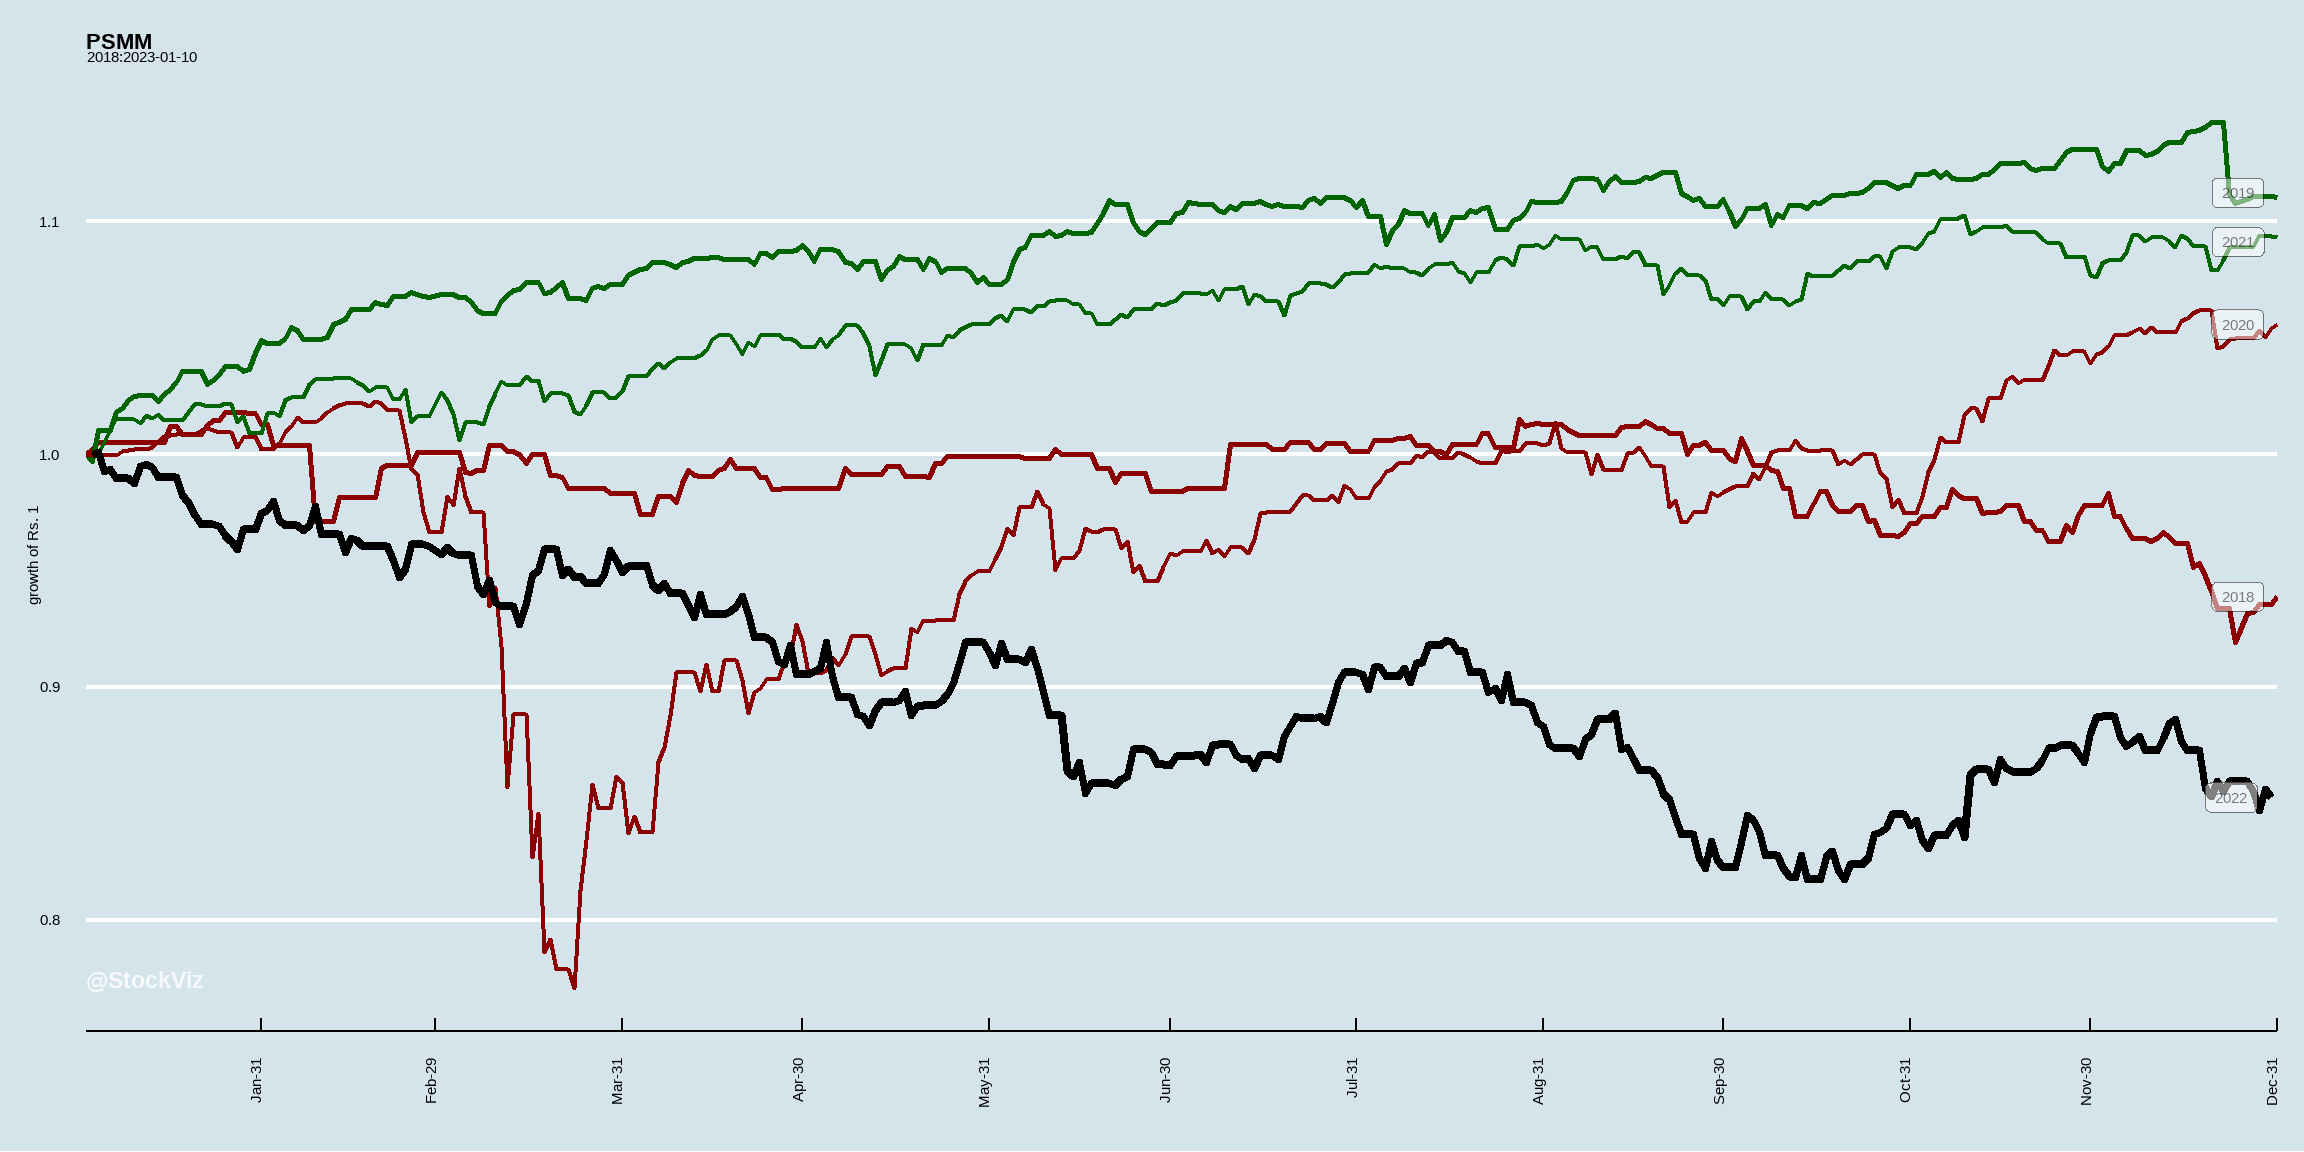 PSMM
2018:2023-01-10
growth of Rs. 1
1.1
1.0
0.9
0.8
2019
2021
2020
2018
2022
@StockViz
Jan-31
Feb-29
Mar-31
Apr-30
May-31
Jun-30
Jul-31
Aug-31
Sep-30
Oct-31
Nov-30
Dec-31